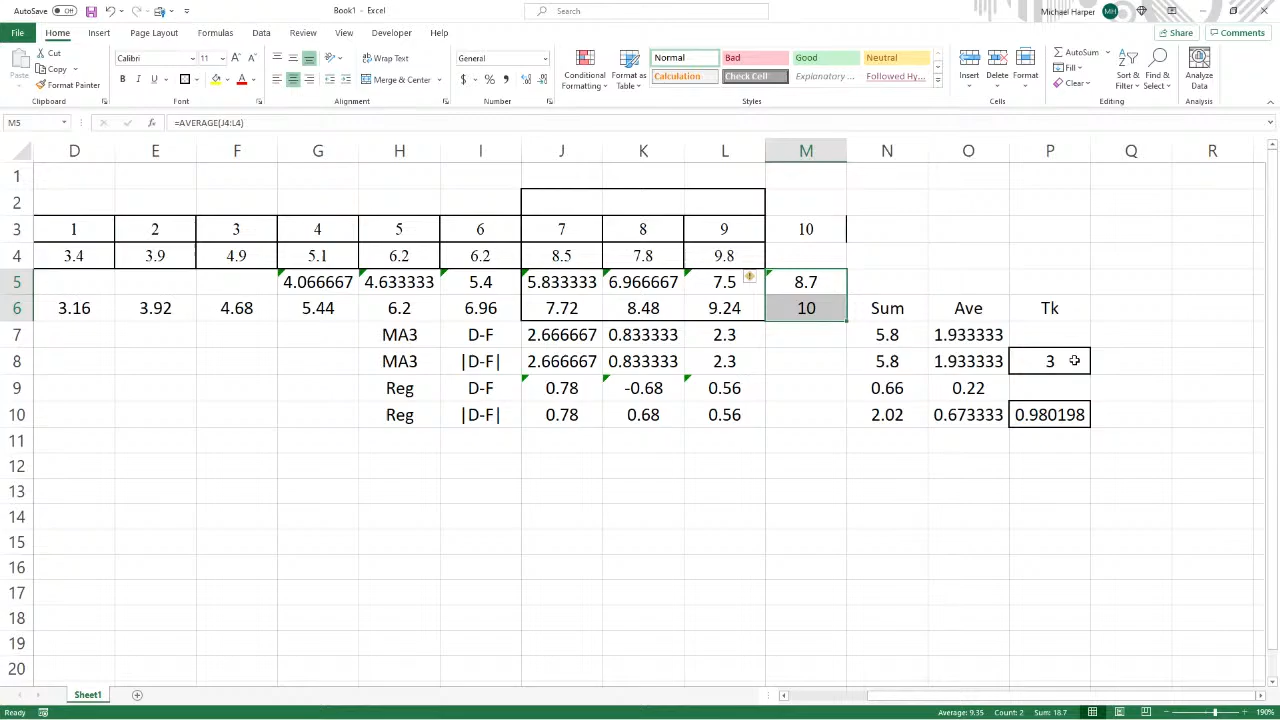 AutoSave Off Book1 - Excel Search Michael Harper MH
File Home Insert Page Layout Formulas Data Review View Developer Help Share Comments
Paste Cut Copy Format Painter Calibri 11 A A B I U A ab Wrap Text Merge & Center General $ % 9 Conditional Formatting Format as Table Normal Bad Good Neutral Calculation Check Cell Explanatory ... Followed Hy... Insert Delete Format AutoSum Fill Clear Sort & Filter Find & Select Analyze Data
Clipboard Font Alignment Number Styles Cells Editing Analysis
M5 fx =AVERAGE(J4:L4)
D E F G H I J K L M N O P Q R
1
2
3 1 2 3 4 5 6 7 8 9 10
4 3.4 3.9 4.9 5.1 6.2 6.2 8.5 7.8 9.8
5 4.066667 4.633333 5.4 5.833333 6.966667 7.5 8.7
6 3.16 3.92 4.68 5.44 6.2 6.96 7.72 8.48 9.24 10 Sum Ave Tk
7 MA3 D-F 2.666667 0.833333 2.3 5.8 1.933333
8 MA3 |D-F| 2.666667 0.833333 2.3 5.8 1.933333 3
9 Reg D-F 0.78 -0.68 0.56 0.66 0.22
10 Reg |D-F| 0.78 0.68 0.56 2.02 0.673333 0.980198
11
12
13
14
15
16
17
18
19
20
Sheet1
Ready Average: 9.35 Count: 2 Sum: 18.7 190%